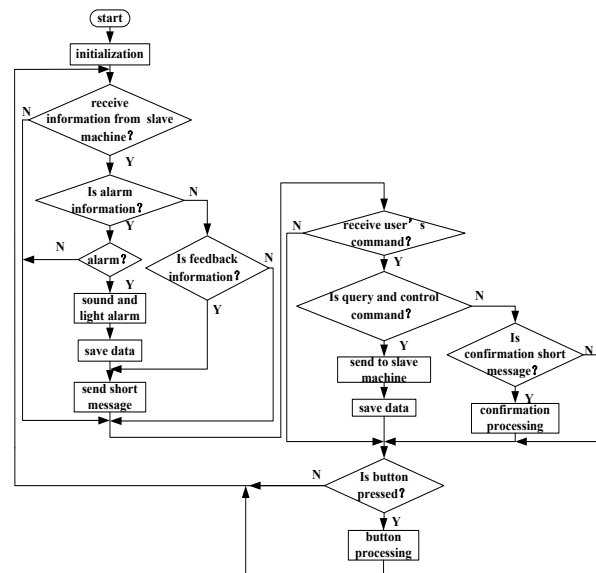 start
initialization
N
receive
information from slave
machine?
Y
Is alarm
information?
N
Y
N
alarm?
Y
Is feedback
information?
N
Y
sound and
light alarm
save data
send short
message
receive user's
command?
N
Y
Is query and control
command?
N
Y
send to slave
machine
save data
Is
confirmation short
message?
N
Y
confirmation
processing
N
Is button
pressed?
Y
button
processing